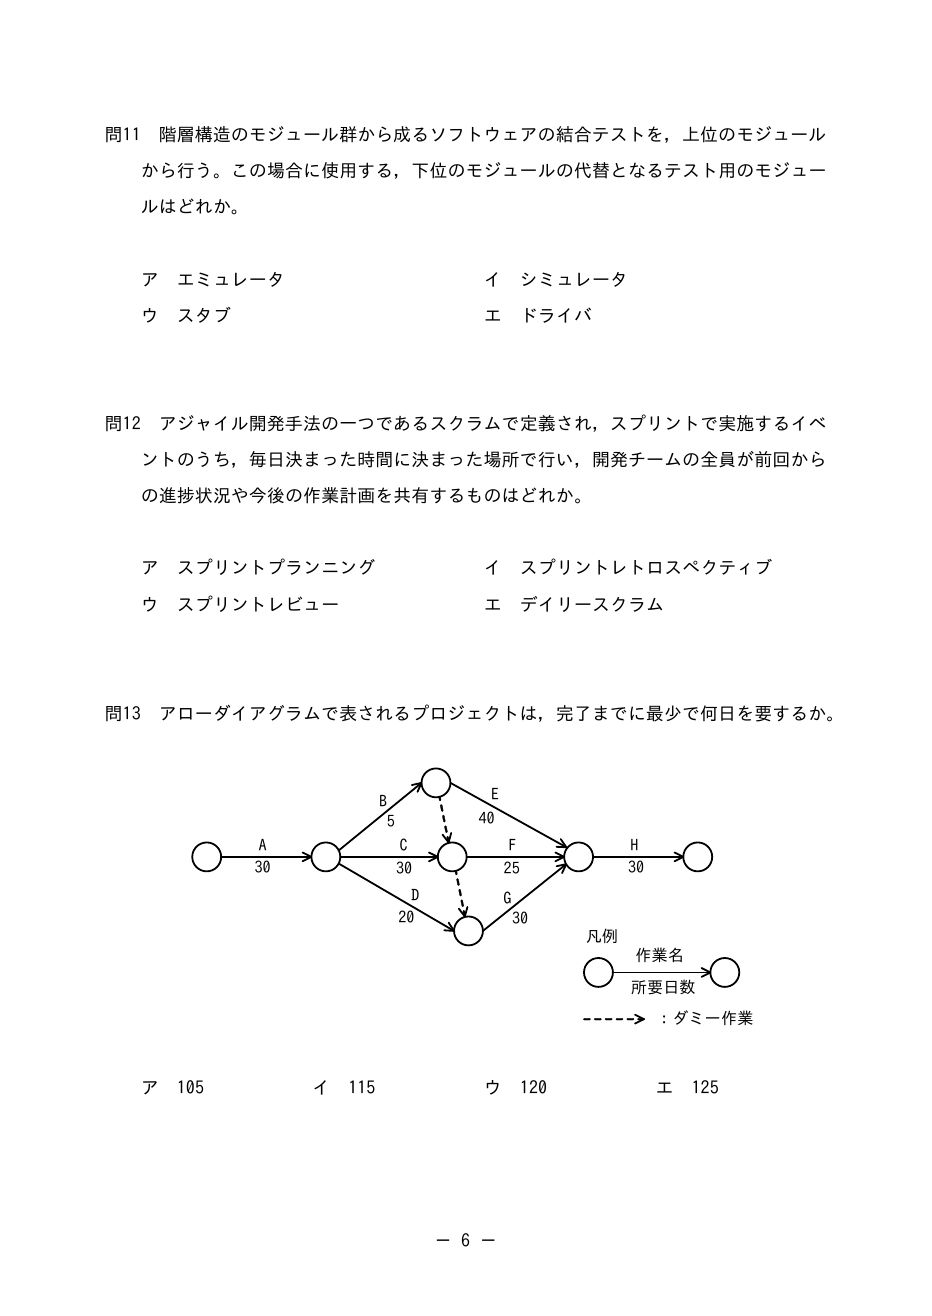 問11 階層構造のモジュール群から成るソフトウェアの結合テストを，上位のモジュール
から行う。この場合に使用する，下位のモジュールの代替となるテスト用のモジュー
ルはどれか。
ア エミュレータ イ シミュレータ
ウ スタブ エ ドライバ
問12 アジャイル開発手法の一つであるスクラムで定義され，スプリントで実施するイベ
ントのうち，毎日決まった時間に決まった場所で行い，開発チームの全員が前回から
の進捗状況や今後の作業計画を共有するものはどれか。
ア スプリントプランニング イ スプリントレトロスペクティブ
ウ スプリントレビュー エ デイリースクラム
問13 アローダイアグラムで表されるプロジェクトは，完了までに最少で何日を要するか。
B
5
E
40
A
30
C
30
F
25
H
30
D
20
G
30
凡例
作業名
所要日数
：ダミー作業
ア 105 イ 115 ウ 120 エ 125
－ 6 －